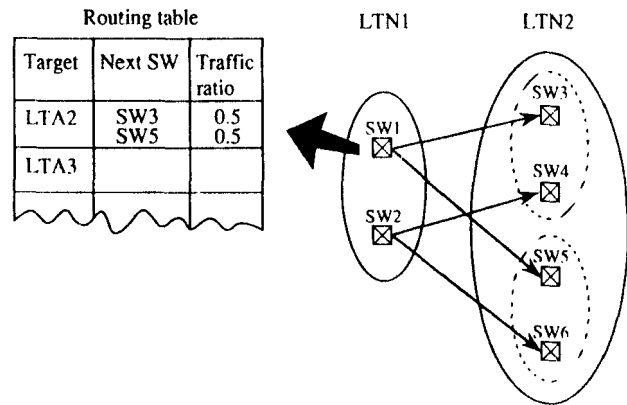 Routing table
Target Next SW Traffic ratio
LTA2 SW3 0.5
SW5 0.5
LTA3
LTN1
LTN2
SW1
SW2
SW3
SW4
SW5
SW6